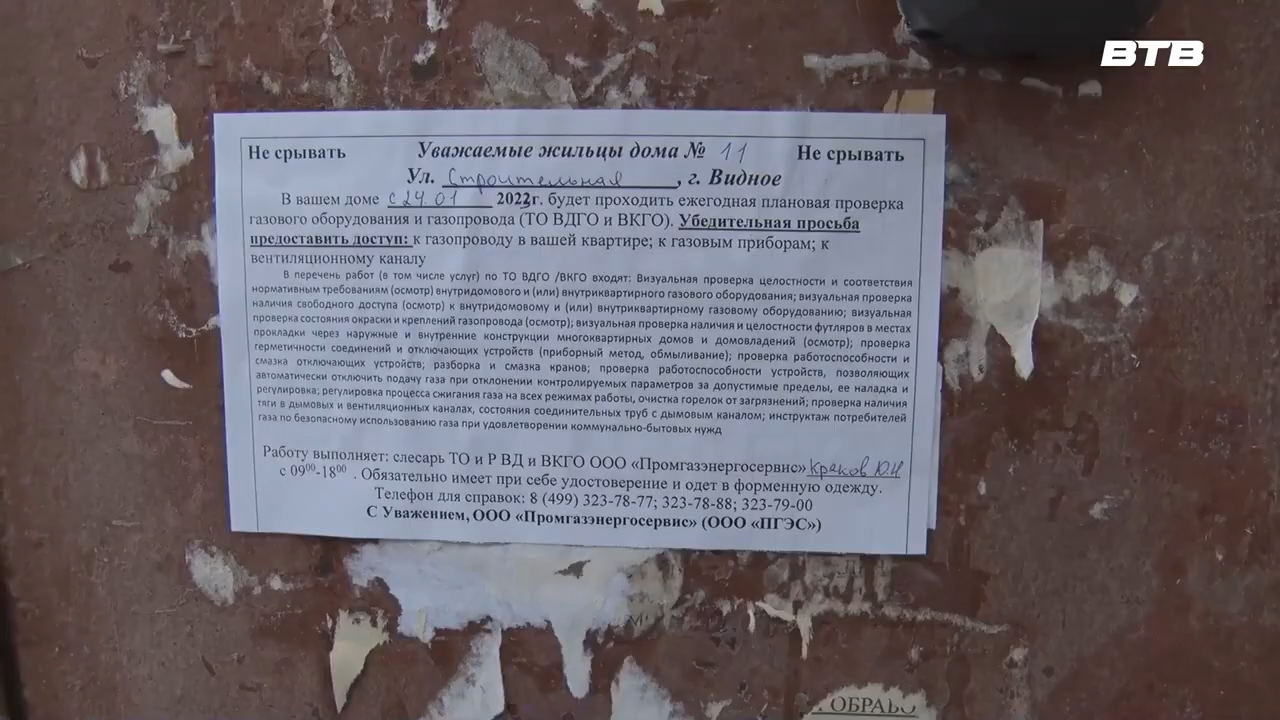 ВТВ
Не срывать Уважаемые жильцы дома № 11 Не срывать
Ул. Строительная, г. Видное
В вашем доме с 24.01 2023г. будет проходить ежегодная плановая проверка
газового оборудования и газопровода (ТО ВДГО и ВКГО). Убедительная просьба
предоставить доступ: к газопроводу в вашей квартире; к газовым приборам; к
вентиляционному каналу
В перечень работ (в том числе услуг) по ТО ВДГО /ВКГО входят: Визуальная проверка целостности и соответствия
нормативным требованиям (осмотр) внутридомового и (или) внутриквартирного газового оборудования; визуальная проверка
наличия свободного доступа (осмотр) к внутридомовому и (или) внутриквартирному газовому оборудованию; визуальная
проверка состояния окраски и креплений газопровода (осмотр); визуальная проверка наличия и целостности футляров в местах
прокладки через наружные и внутренние конструкции многоквартирных домов и домовладений (осмотр); проверка
герметичности соединений и отключающих устройств (приборный метод, обмыливание); проверка работоспособности и
смазка отключающих устройств; разборка и смазка кранов; проверка работоспособности устройств, позволяющих
автоматически отключить подачу газа при отклонении контролируемых параметров за допустимые пределы, ее наладка и
регулировка; регулировка процесса сжигания газа на всех режимах работы, очистка горелок от загрязнений; проверка наличия
тяги в дымовых и вентиляционных каналах, состояния соединительных труб с дымовым каналом; инструктаж потребителей
газа по безопасному использованию газа при удовлетворении коммунально-бытовых нужд
Работу выполняет: слесарь ТО и Р ВД и ВКГО ООО «Промгазэнергосервис»
с 09⁰⁰-18⁰⁰ . Обязательно имеет при себе удостоверение и одет в форменную одежду.
Телефон для справок: 8 (499) 323-78-77; 323-78-88; 323-79-00
С Уважением, ООО «Промгазэнергосервис» (ООО «ПГЭС»)
ОБРАБО